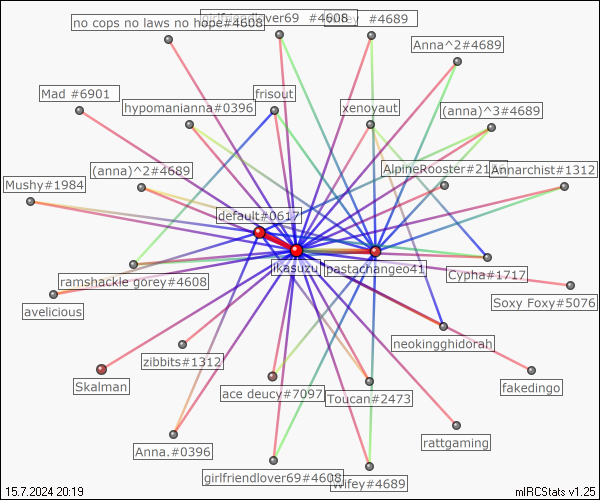 no cops no laws no hope#4608
girlfriendlover69 #4608
#4689
Anna^2#4689
Mad #6901
frisout
hypomanianna#0396
xenoyaut
(anna)^3#4689
(anna)^2#4689
AlpineRooster#21
Annarchist#1312
Mushy#1984
default#0617
ikasuzu
pastachangeo41
Cypha#1717
ramshackle gorey#4608
Soxy Foxy#5076
avelicious
neokingghidorah
zibbits#1312
Skalman
ace deucy#7097
Toucan#2473
fakedingo
Anna.#0396
rattgaming
girlfriendlover69#4608
wifey#4689
15.7.2024 20:19
mIRCStats v1.25